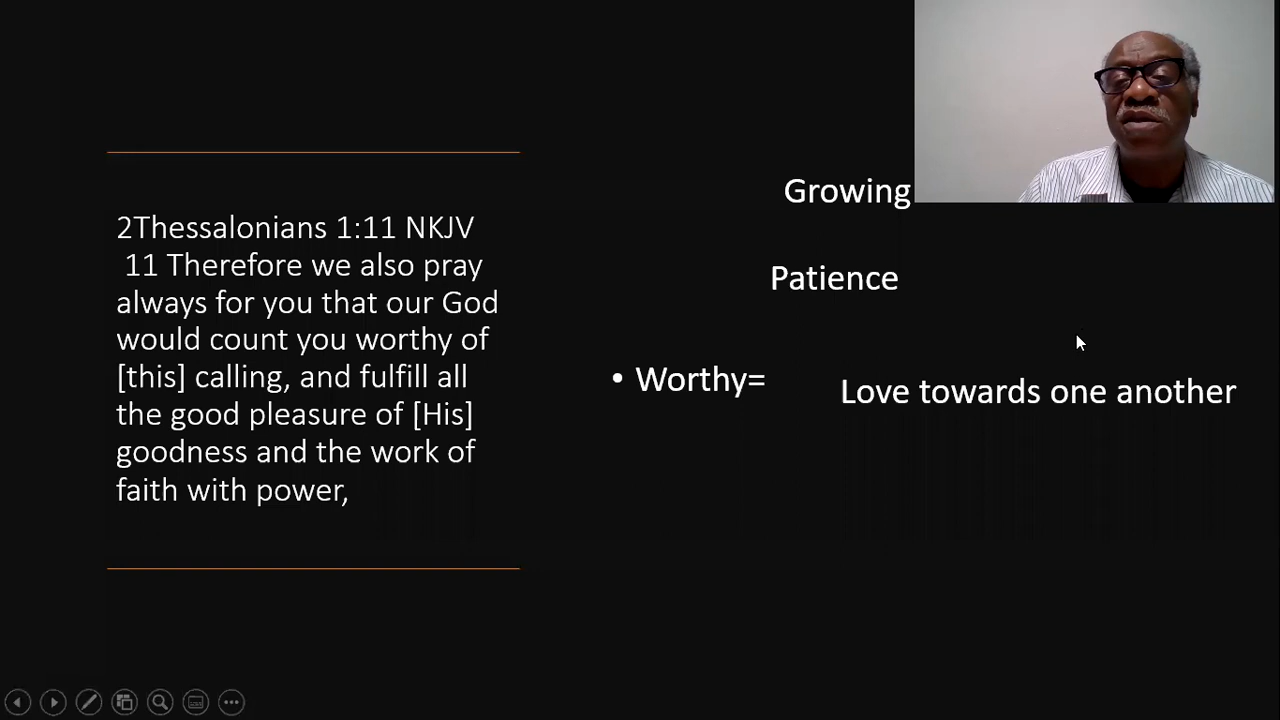 2Thessalonians 1:11 NKJV
11 Therefore we also pray
always for you that our God
would count you worthy of
[this] calling, and fulfill all
the good pleasure of [His]
goodness and the work of
faith with power,
Growing
Patience
• Worthy=
Love towards one another